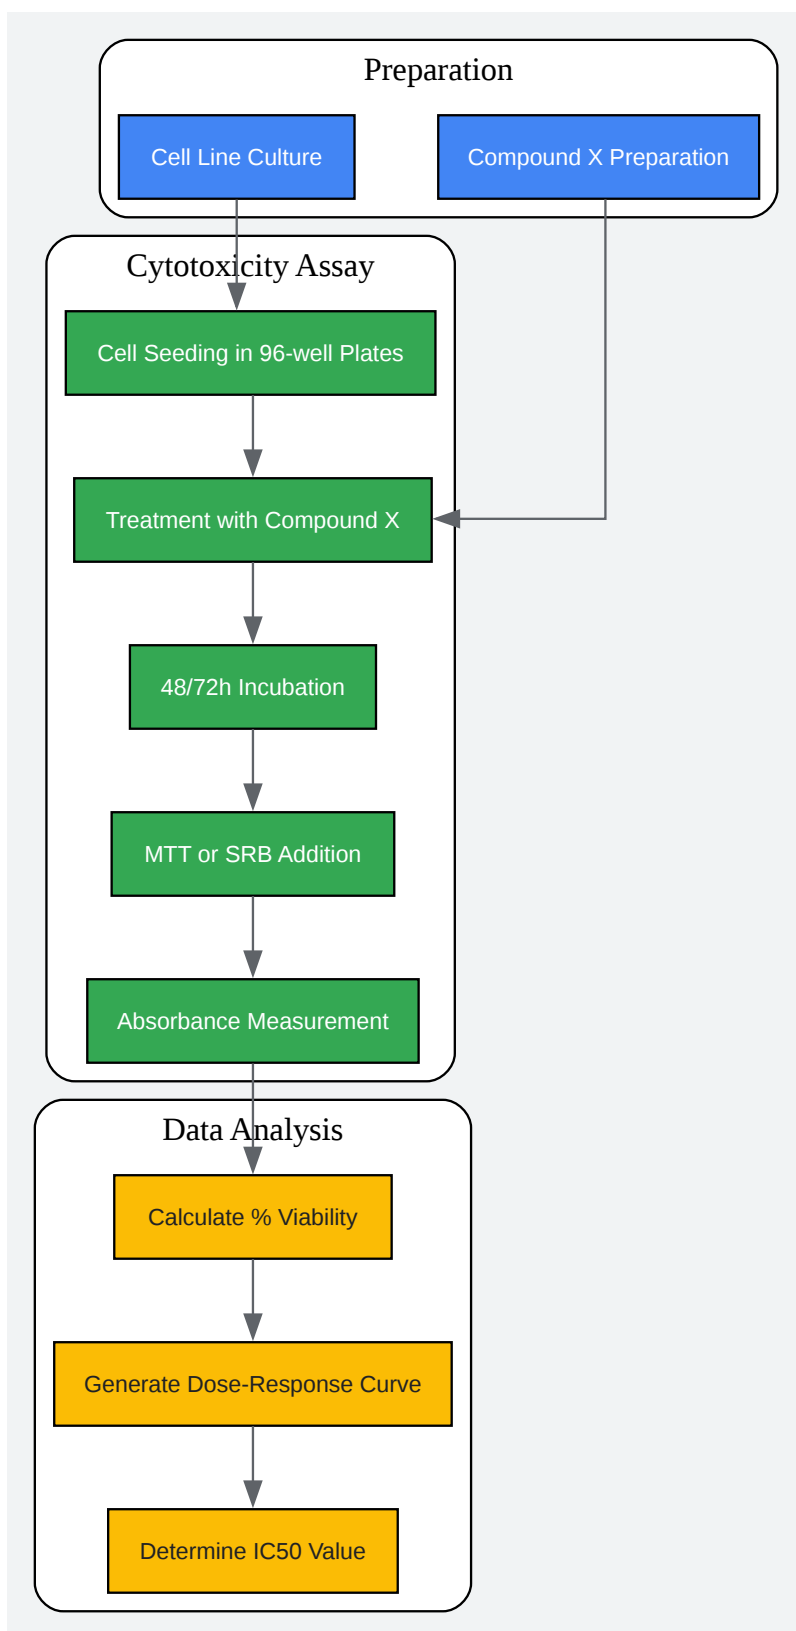 Preparation
Cell Line Culture
Compound X Preparation
Cytotoxicity Assay
Cell Seeding in 96-well Plates
Treatment with Compound X
48/72h Incubation
MTT or SRB Addition
Absorbance Measurement
Data Analysis
Calculate % Viability
Generate Dose-Response Curve
Determine IC50 Value